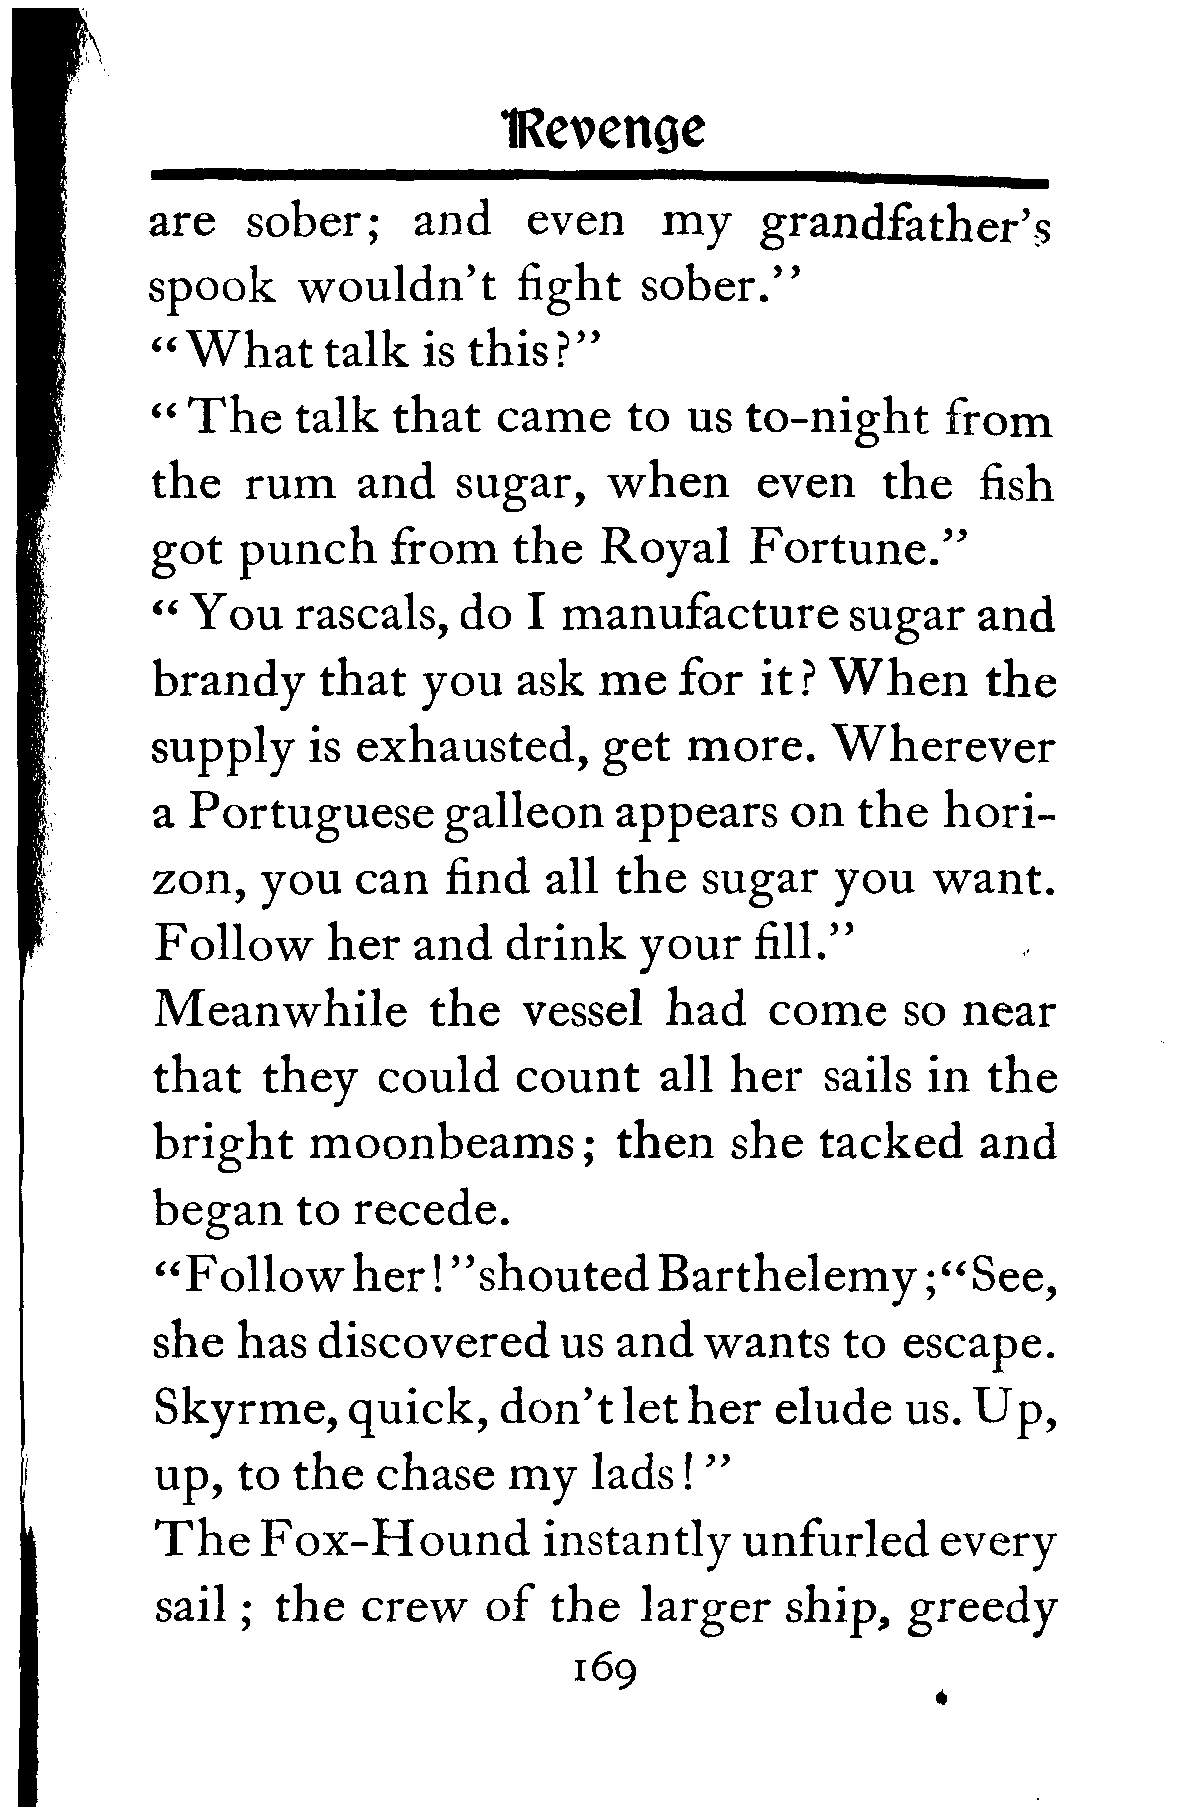 Revenge
are sober; and even my grandfather's
spook wouldn't fight sober."
"What talk is this?"
"The talk that came to us to-night from
the rum and sugar, when even the fish
got punch from the Royal Fortune."
"You rascals, do I manufacture sugar and
brandy that you ask me for it? When the
supply is exhausted, get more. Wherever
a Portuguese galleon appears on the hori-
zon, you can find all the sugar you want.
Follow her and drink your fill."
Meanwhile the vessel had come so near
that they could count all her sails in the
bright moonbeams; then she tacked and
began to recede.
"Follow her!" shouted Barthelemy; "See,
she has discovered us and wants to escape.
Skyrme, quick, don't let her elude us. Up,
up, to the chase my lads!"
The Fox-Hound instantly unfurled every
sail; the crew of the larger ship, greedy
169